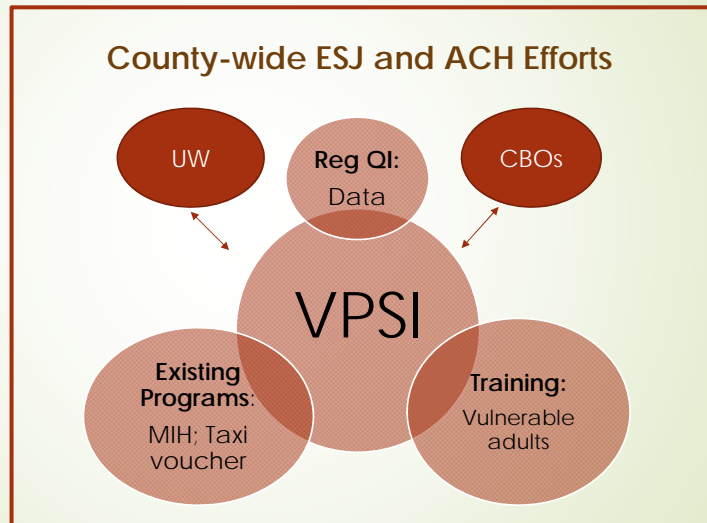 County-wide ESJ and ACH Efforts
UW
Reg QI:
Data
CBOs
VPSI
Existing
Programs:
MIH; Taxi
voucher
Training:
Vulnerable
adults